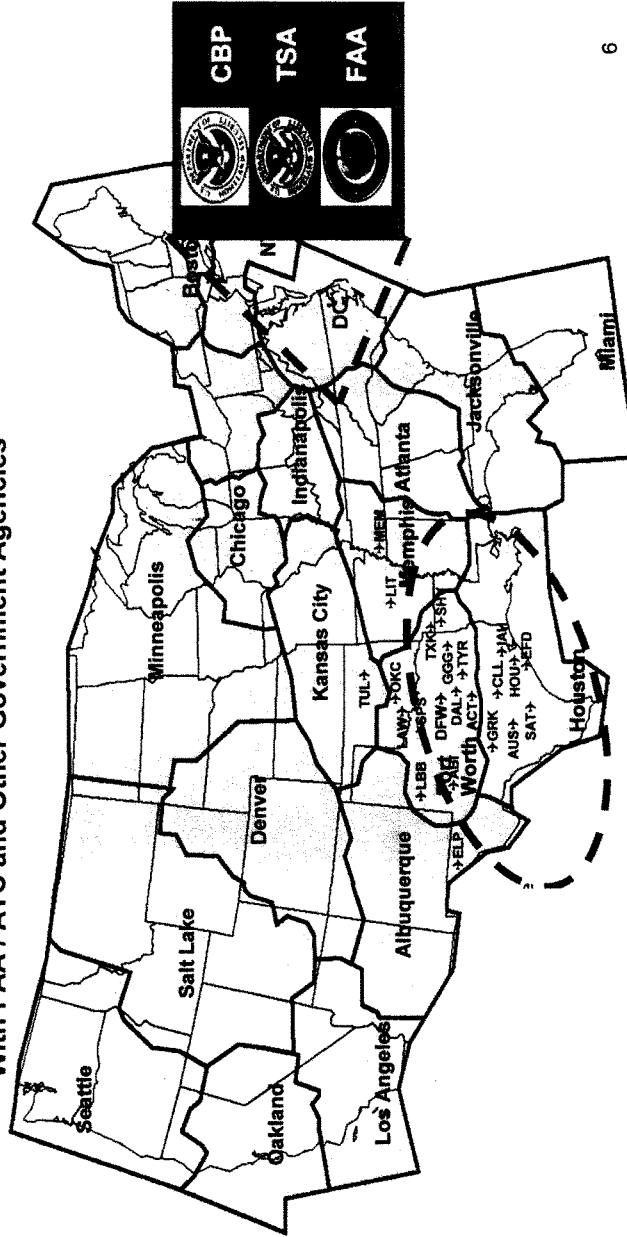 With FAA / ATC and Other Government Agencies
Seattle
Salt Lake
Minneapolis
Boston
Oakland
Denver
Chicago
Kansas City
Indianapolis
DC
N
Los Angeles
Albuquerque
TUL
LIT
MEM
Memphis
Atlanta
LAW
OKC
SPS
LBB
Fort
Worth
ABI
DFW
DAL
ACT
TXK
GGG
TYR
ELP
GRK
CLL
AUS
HOU
IAH
SAT
EFD
Houston
Jacksonville
Miami
CBP
TSA
FAA
6